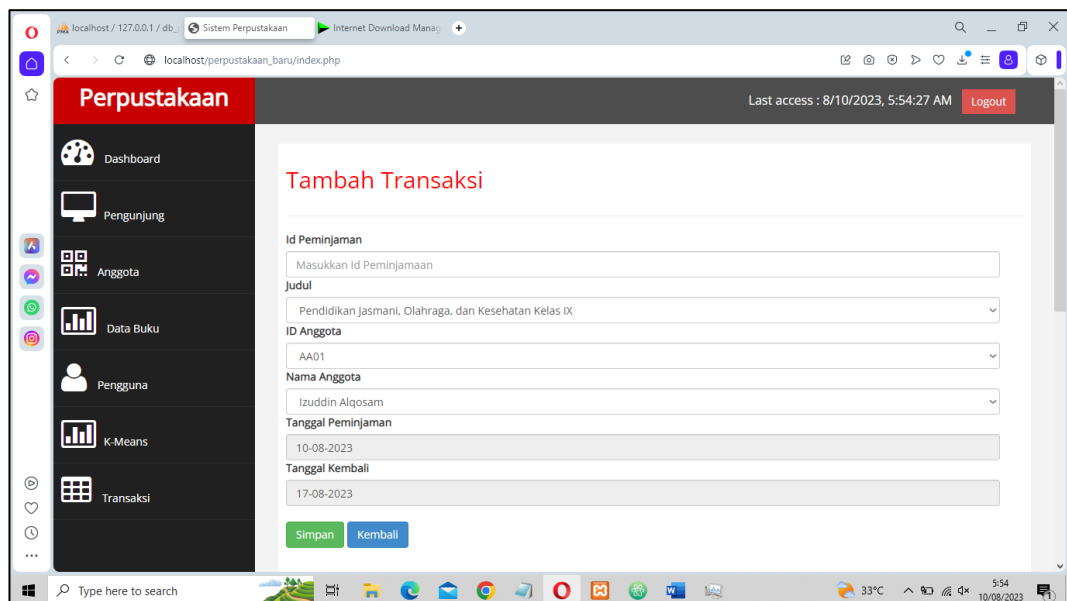 localhost / 127.0.0.1 / db_
Sistem Perpustakaan
Internet Download Manag
localhost/perpustakaan_baru/index.php
Perpustakaan
Last access : 8/10/2023, 5:54:27 AM
Logout
Dashboard
Pengunjung
Anggota
Data Buku
Pengguna
K-Means
Transaksi
Tambah Transaksi
Id Peminjaman
Masukkan Id Peminjamaan
Judul
Pendidikan Jasmani, Olahraga, dan Kesehatan Kelas IX
ID Anggota
AA01
Nama Anggota
Izuddin Alqosam
Tanggal Peminjaman
10-08-2023
Tanggal Kembali
17-08-2023
Simpan
Kembali
Type here to search
33°C
5:54
10/08/2023